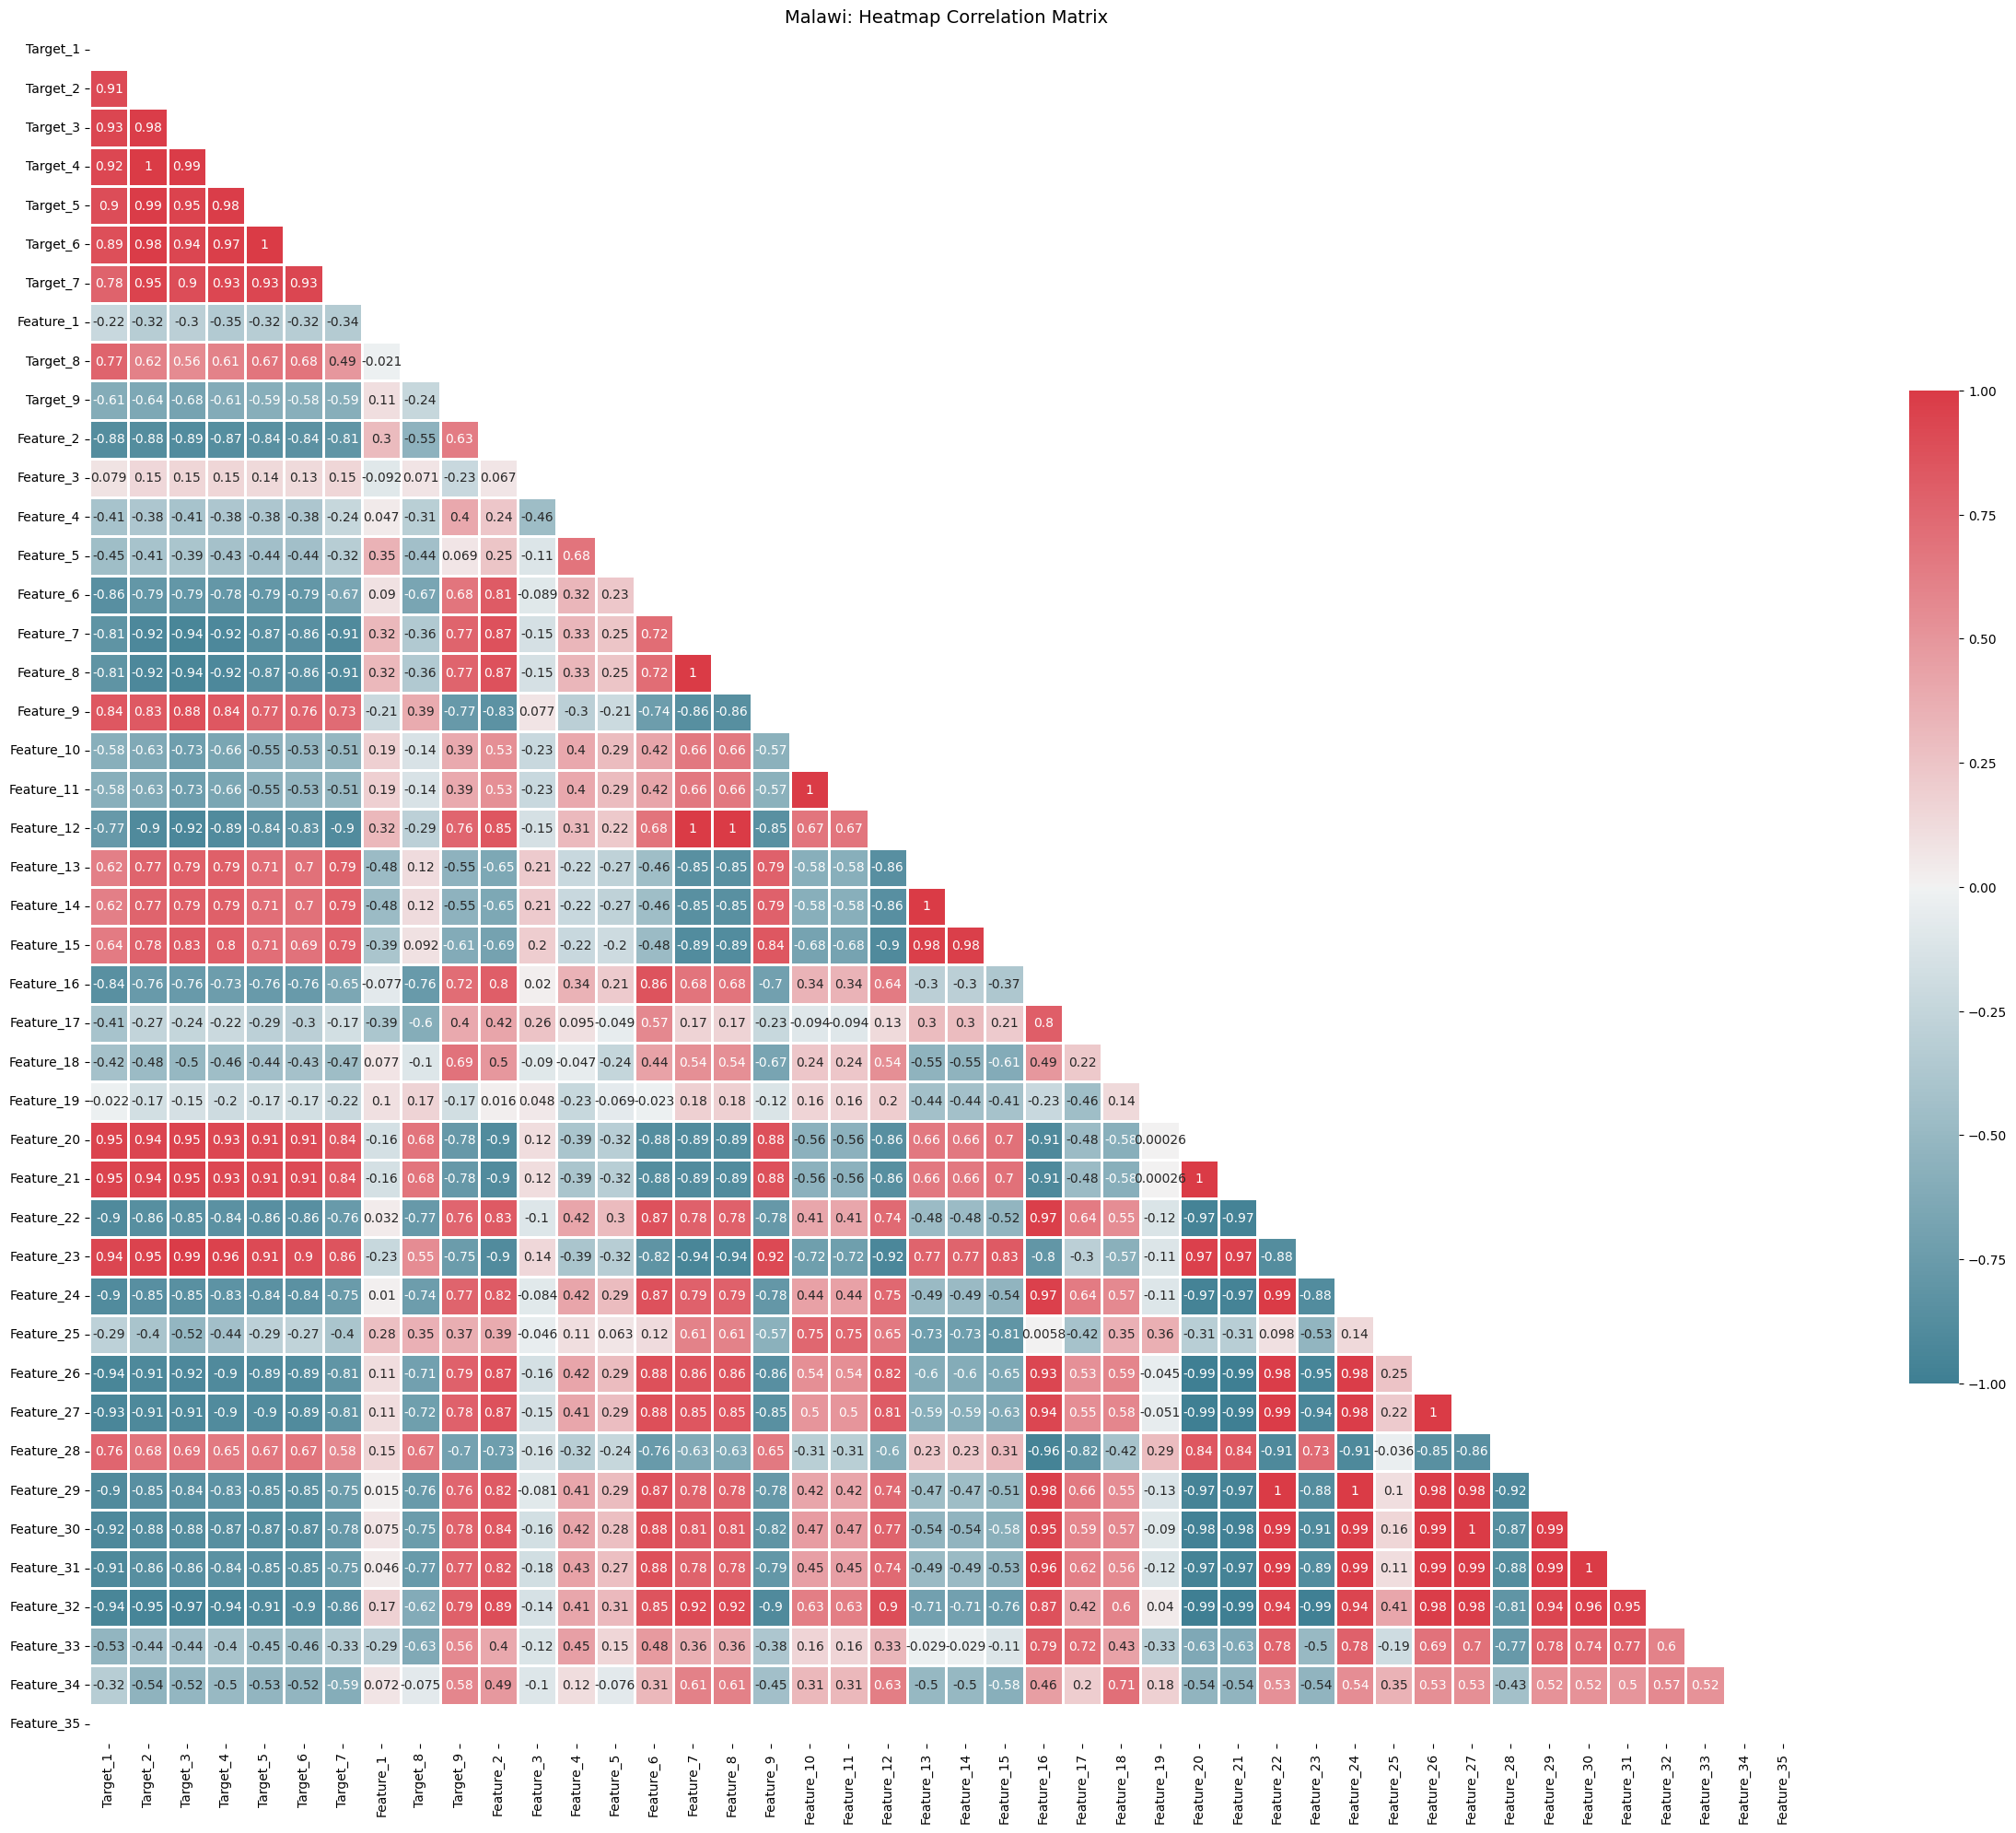 Malawi: Heatmap Correlation Matrix
Target_1
Target_2 0.91
Target_3 0.93 0.98
Target_4 0.92 1 0.99
Target_5 0.9 0.99 0.95 0.98
Target_6 0.89 0.98 0.94 0.97 1
Target_7 0.78 0.95 0.9 0.93 0.93 0.93
Feature_1 -0.22 -0.32 -0.3 -0.35 -0.32 -0.32 -0.34
Target_8 0.77 0.62 0.56 0.61 0.67 0.68 0.49 -0.021
Target_9 -0.61 -0.64 -0.68 -0.61 -0.59 -0.58 -0.59 0.11 -0.24
Feature_2 -0.88 -0.88 -0.89 -0.87 -0.84 -0.84 -0.81 0.3 -0.55 0.63
Feature_3 0.079 0.15 0.15 0.15 0.14 0.13 0.15 -0.092 0.071 -0.23 0.067
Feature_4 -0.41 -0.38 -0.41 -0.38 -0.38 -0.38 -0.24 0.047 -0.31 0.4 0.24 -0.46
Feature_5 -0.45 -0.41 -0.39 -0.43 -0.44 -0.44 -0.32 0.35 -0.44 0.069 0.25 -0.11 0.68
Feature_6 -0.86 -0.79 -0.79 -0.78 -0.79 -0.79 -0.67 0.09 -0.67 0.68 0.81 -0.089 0.32 0.23
Feature_7 -0.81 -0.92 -0.94 -0.92 -0.87 -0.86 -0.91 0.32 -0.36 0.77 0.87 -0.15 0.33 0.25 0.72
Feature_8 -0.81 -0.92 -0.94 -0.92 -0.87 -0.86 -0.91 0.32 -0.36 0.77 0.87 -0.15 0.33 0.25 0.72 1
Feature_9 0.84 0.83 0.88 0.84 0.77 0.76 0.73 -0.21 0.39 -0.77 -0.83 0.077 -0.3 -0.21 -0.74 -0.86 -0.86
Feature_10 -0.58 -0.63 -0.73 -0.66 -0.55 -0.53 -0.51 0.19 -0.14 0.39 0.53 -0.23 0.4 0.29 0.42 0.66 0.66 -0.57
Feature_11 -0.58 -0.63 -0.73 -0.66 -0.55 -0.53 -0.51 0.19 -0.14 0.39 0.53 -0.23 0.4 0.29 0.42 0.66 0.66 -0.57 1
Feature_12 -0.77 -0.9 -0.92 -0.89 -0.84 -0.83 -0.9 0.32 -0.29 0.76 0.85 -0.15 0.31 0.22 0.68 1 1 -0.85 0.67 0.67
Feature_13 0.62 0.77 0.79 0.79 0.71 0.7 0.79 -0.48 0.12 -0.55 -0.65 0.21 -0.22 -0.27 -0.46 -0.85 -0.85 0.79 -0.58 -0.58 -0.86
Feature_14 0.62 0.77 0.79 0.79 0.71 0.7 0.79 -0.48 0.12 -0.55 -0.65 0.21 -0.22 -0.27 -0.46 -0.85 -0.85 0.79 -0.58 -0.58 -0.86 1
Feature_15 0.64 0.78 0.83 0.8 0.71 0.69 0.79 -0.39 0.092 -0.61 -0.69 0.2 -0.22 -0.2 -0.48 -0.89 -0.89 0.84 -0.68 -0.68 -0.9 0.98 0.98
Feature_16 -0.84 -0.76 -0.76 -0.73 -0.76 -0.76 -0.65 -0.077 -0.76 0.72 0.8 0.02 0.34 0.21 0.86 0.68 0.68 -0.7 0.34 0.34 0.64 -0.3 -0.3 -0.37
Feature_17 -0.41 -0.27 -0.24 -0.22 -0.29 -0.3 -0.17 -0.39 -0.6 0.4 0.42 0.26 0.095 -0.049 0.57 0.17 0.17 -0.23 -0.094 -0.094 0.13 0.3 0.3 0.21 0.8
Feature_18 -0.42 -0.48 -0.5 -0.46 -0.44 -0.43 -0.47 0.077 -0.1 0.69 0.5 -0.09 -0.047 -0.24 0.44 0.54 0.54 -0.67 0.24 0.24 0.54 -0.55 -0.55 -0.61 0.49 0.22
Feature_19 -0.022 -0.17 -0.15 -0.2 -0.17 -0.17 -0.22 0.1 0.17 -0.17 0.016 0.048 -0.23 -0.069 -0.023 0.18 0.18 -0.12 0.16 0.16 0.2 -0.44 -0.44 -0.41 -0.23 -0.46 0.14
Feature_20 0.95 0.94 0.95 0.93 0.91 0.91 0.84 -0.16 0.68 -0.78 -0.9 0.12 -0.39 -0.32 -0.88 -0.89 -0.89 0.88 -0.56 -0.56 -0.86 0.66 0.66 0.7 -0.91 -0.48 -0.58 0.00026
Feature_21 0.95 0.94 0.95 0.93 0.91 0.91 0.84 -0.16 0.68 -0.78 -0.9 0.12 -0.39 -0.32 -0.88 -0.89 -0.89 0.88 -0.56 -0.56 -0.86 0.66 0.66 0.7 -0.91 -0.48 -0.58 0.00026 1
Feature_22 -0.9 -0.86 -0.85 -0.84 -0.86 -0.86 -0.76 0.032 -0.77 0.76 0.83 -0.1 0.42 0.3 0.87 0.78 0.78 -0.78 0.41 0.41 0.74 -0.48 -0.48 -0.52 0.97 0.64 0.55 -0.12 -0.97 -0.97
Feature_23 0.94 0.95 0.99 0.96 0.91 0.9 0.86 -0.23 0.55 -0.75 -0.9 0.14 -0.39 -0.32 -0.82 -0.94 -0.94 0.92 -0.72 -0.72 -0.92 0.77 0.77 0.83 -0.8 -0.3 -0.57 -0.11 0.97 0.97 -0.88
Feature_24 -0.9 -0.85 -0.85 -0.83 -0.84 -0.84 -0.75 0.01 -0.74 0.77 0.82 -0.084 0.42 0.29 0.87 0.79 0.79 -0.78 0.44 0.44 0.75 -0.49 -0.49 -0.54 0.97 0.64 0.57 -0.11 -0.97 -0.97 0.99 -0.88
Feature_25 -0.29 -0.4 -0.52 -0.44 -0.29 -0.27 -0.4 0.28 0.35 0.37 0.39 -0.046 0.11 0.063 0.12 0.61 0.61 -0.57 0.75 0.75 0.65 -0.73 -0.73 -0.81 0.0058 -0.42 0.35 0.36 -0.31 -0.31 0.098 -0.53 0.14
Feature_26 -0.94 -0.91 -0.92 -0.9 -0.89 -0.89 -0.81 0.11 -0.71 0.79 0.87 -0.16 0.42 0.29 0.88 0.86 0.86 -0.86 0.54 0.54 0.82 -0.6 -0.6 -0.65 0.93 0.53 0.59 -0.045 -0.99 -0.99 0.98 -0.95 0.98 0.25
Feature_27 -0.93 -0.91 -0.91 -0.9 -0.9 -0.89 -0.81 0.11 -0.72 0.78 0.87 -0.15 0.41 0.29 0.88 0.85 0.85 -0.85 0.5 0.5 0.81 -0.59 -0.59 -0.63 0.94 0.55 0.58 -0.051 -0.99 -0.99 0.99 -0.94 0.98 0.22 1
Feature_28 0.76 0.68 0.69 0.65 0.67 0.67 0.58 0.15 0.67 -0.7 -0.73 -0.16 -0.32 -0.24 -0.76 -0.63 -0.63 0.65 -0.31 -0.31 -0.6 0.23 0.23 0.31 -0.96 -0.82 -0.42 0.29 0.84 0.84 -0.91 0.73 -0.91 -0.036 -0.85 -0.86
Feature_29 -0.9 -0.85 -0.84 -0.83 -0.85 -0.85 -0.75 0.015 -0.76 0.76 0.82 -0.081 0.41 0.29 0.87 0.78 0.78 -0.78 0.42 0.42 0.74 -0.47 -0.47 -0.51 0.98 0.66 0.55 -0.13 -0.97 -0.97 1 -0.88 1 0.1 0.98 0.98 -0.92
Feature_30 -0.92 -0.88 -0.88 -0.87 -0.87 -0.87 -0.78 0.075 -0.75 0.78 0.84 -0.16 0.42 0.28 0.88 0.81 0.81 -0.82 0.47 0.47 0.77 -0.54 -0.54 -0.58 0.95 0.59 0.57 -0.09 -0.98 -0.98 0.99 -0.91 0.99 0.16 0.99 1 -0.87 0.99
Feature_31 -0.91 -0.86 -0.86 -0.84 -0.85 -0.85 -0.75 0.046 -0.77 0.77 0.82 -0.18 0.43 0.27 0.88 0.78 0.78 -0.79 0.45 0.45 0.74 -0.49 -0.49 -0.53 0.96 0.62 0.56 -0.12 -0.97 -0.97 0.99 -0.89 0.99 0.11 0.99 0.99 -0.88 0.99 1
Feature_32 -0.94 -0.95 -0.97 -0.94 -0.91 -0.9 -0.86 0.17 -0.62 0.79 0.89 -0.14 0.41 0.31 0.85 0.92 0.92 -0.9 0.63 0.63 0.9 -0.71 -0.71 -0.76 0.87 0.42 0.6 0.04 -0.99 -0.99 0.94 -0.99 0.94 0.41 0.98 0.98 -0.81 0.94 0.96 0.95
Feature_33 -0.53 -0.44 -0.44 -0.4 -0.45 -0.46 -0.33 -0.29 -0.63 0.56 0.4 -0.12 0.45 0.15 0.48 0.36 0.36 -0.38 0.16 0.16 0.33 -0.029 -0.029 -0.11 0.79 0.72 0.43 -0.33 -0.63 -0.63 0.78 -0.5 0.78 -0.19 0.69 0.7 -0.77 0.78 0.74 0.77 0.6
Feature_34 -0.32 -0.54 -0.52 -0.5 -0.53 -0.52 -0.59 0.072 -0.075 0.58 0.49 -0.1 0.12 -0.076 0.31 0.61 0.61 -0.45 0.31 0.31 0.63 -0.5 -0.5 -0.58 0.46 0.2 0.71 0.18 -0.54 -0.54 0.53 -0.54 0.54 0.35 0.53 0.53 -0.43 0.52 0.52 0.5 0.57 0.52
Feature_35
Target_1 Target_2 Target_3 Target_4 Target_5 Target_6 Target_7 Feature_1 Target_8 Target_9 Feature_2 Feature_3 Feature_4 Feature_5 Feature_6 Feature_7 Feature_8 Feature_9 Feature_10 Feature_11 Feature_12 Feature_13 Feature_14 Feature_15 Feature_16 Feature_17 Feature_18 Feature_19 Feature_20 Feature_21 Feature_22 Feature_23 Feature_24 Feature_25 Feature_26 Feature_27 Feature_28 Feature_29 Feature_30 Feature_31 Feature_32 Feature_33 Feature_34 Feature_35
1.00
0.75
0.50
0.25
0.00
−0.25
−0.50
−0.75
−1.00